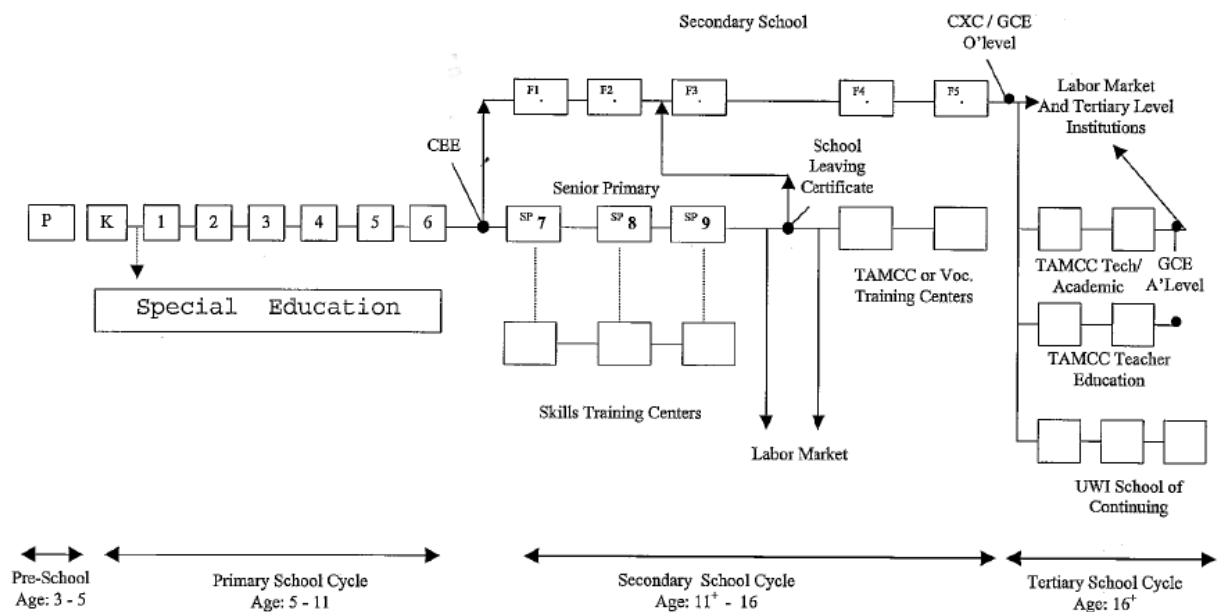 Secondary School
CXC / GCE
O'level
F1
F2
F3
F4
F5
Labor Market
And Tertiary Level
Institutions
CEE
School
Leaving
Certificate
Senior Primary
P
K
1
2
3
4
5
6
SP 7
SP 8
SP 9
Special Education
TAMCC or Voc.
Training Centers
TAMCC Tech/
Academic
GCE
A'Level
TAMCC Teacher
Education
Skills Training Centers
Labor Market
UWI School of
Continuing
Pre-School
Age: 3 - 5
Primary School Cycle
Age: 5 - 11
Secondary School Cycle
Age: 11+ - 16
Tertiary School Cycle
Age: 16+